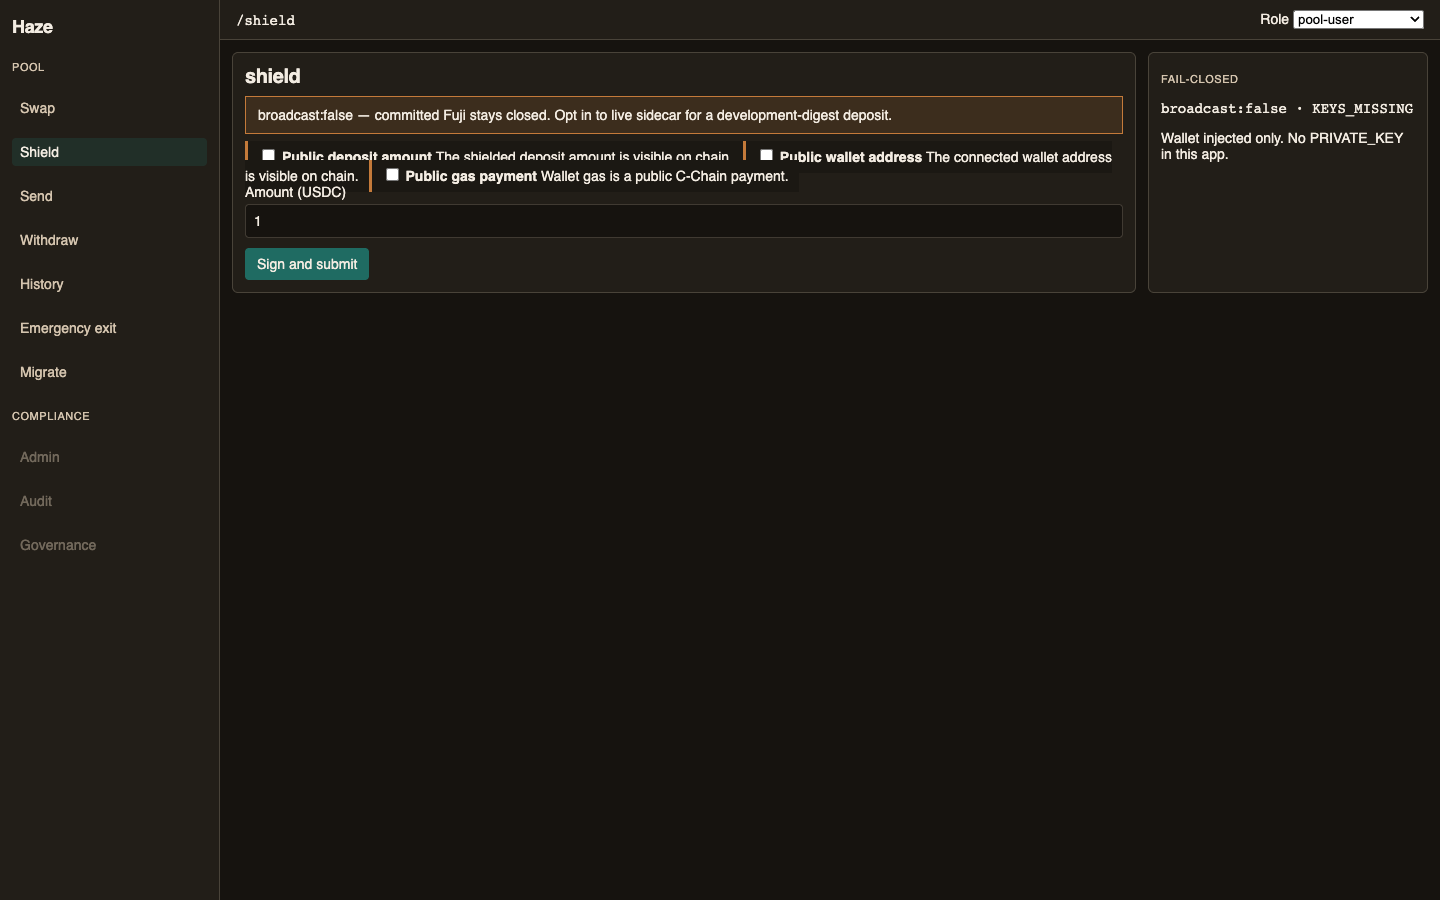 Haze
POOL
Swap
Shield
Send
Withdraw
History
Emergency exit
Migrate
COMPLIANCE
Admin
Audit
Governance
/shield
Role pool-user
shield
broadcast:false — committed Fuji stays closed. Opt in to live sidecar for a development-digest deposit.
Public deposit amount The shielded deposit amount is visible on chain. Public wallet address The connected wallet address
is visible on chain. Public gas payment Wallet gas is a public C-Chain payment.
Amount (USDC)
1
Sign and submit
FAIL-CLOSED
broadcast:false · KEYS_MISSING
Wallet injected only. No PRIVATE_KEY
in this app.